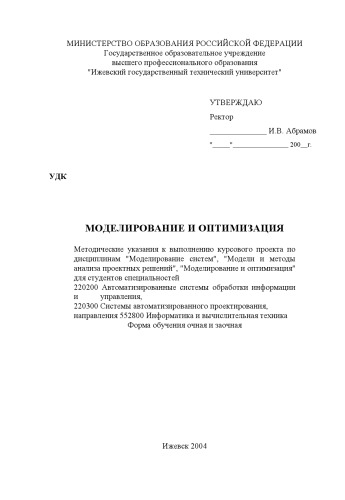 МИНИСТЕРСТВО ОБРАЗОВАНИЯ РОССИЙСКОЙ ФЕДЕРАЦИИ
Государственное образовательное учреждение
высшего профессионального образования
"Ижевский государственный технический университет"
УТВЕРЖДАЮ
Ректор
______________ И.В. Абрамов
"_____"________________ 200__г.
УДК
МОДЕЛИРОВАНИЕ И ОПТИМИЗАЦИЯ
Методические указания к выполнению курсового проекта по
дисциплинам "Моделирование систем", "Модели и методы
анализа проектных решений", "Моделирование и оптимизация"
для студентов специальностей
220200 Автоматизированные системы обработки информации
и управления,
220300 Системы автоматизированного проектирования,
направления 552800 Информатика и вычислительная техника
Форма обучения очная и заочная
Ижевск 2004